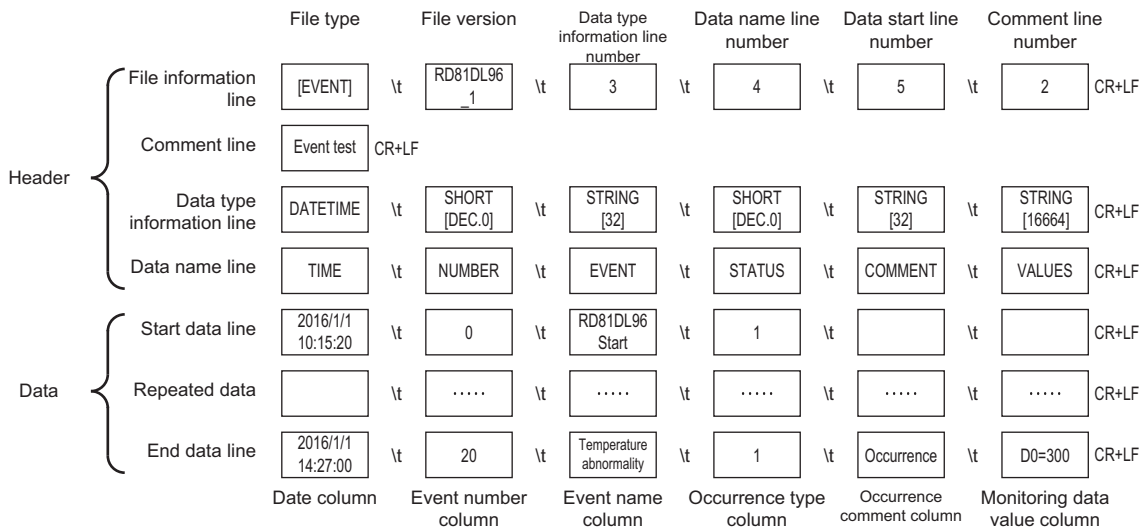 File type File version Data type information line number Data name line number Data start line number Comment line number
Header
File information line [EVENT] \t RD81DL96_1 \t 3 \t 4 \t 5 \t 2 CR+LF
Comment line Event test CR+LF
Data type information line DATETIME \t SHORT [DEC.0] \t STRING [32] \t SHORT [DEC.0] \t STRING [32] \t STRING [16664] CR+LF
Data name line TIME \t NUMBER \t EVENT \t STATUS \t COMMENT \t VALUES CR+LF
Data
Start data line 2016/1/1 10:15:20 \t 0 \t RD81DL96 Start \t 1 \t \t CR+LF
Repeated data \t ..... \t ..... \t ..... \t ..... \t ..... CR+LF
End data line 2016/1/1 14:27:00 \t 20 \t Temperature abnormality \t 1 \t Occurrence \t D0=300 CR+LF
Date column Event number column Event name column Occurrence type column Occurrence comment column Monitoring data value column